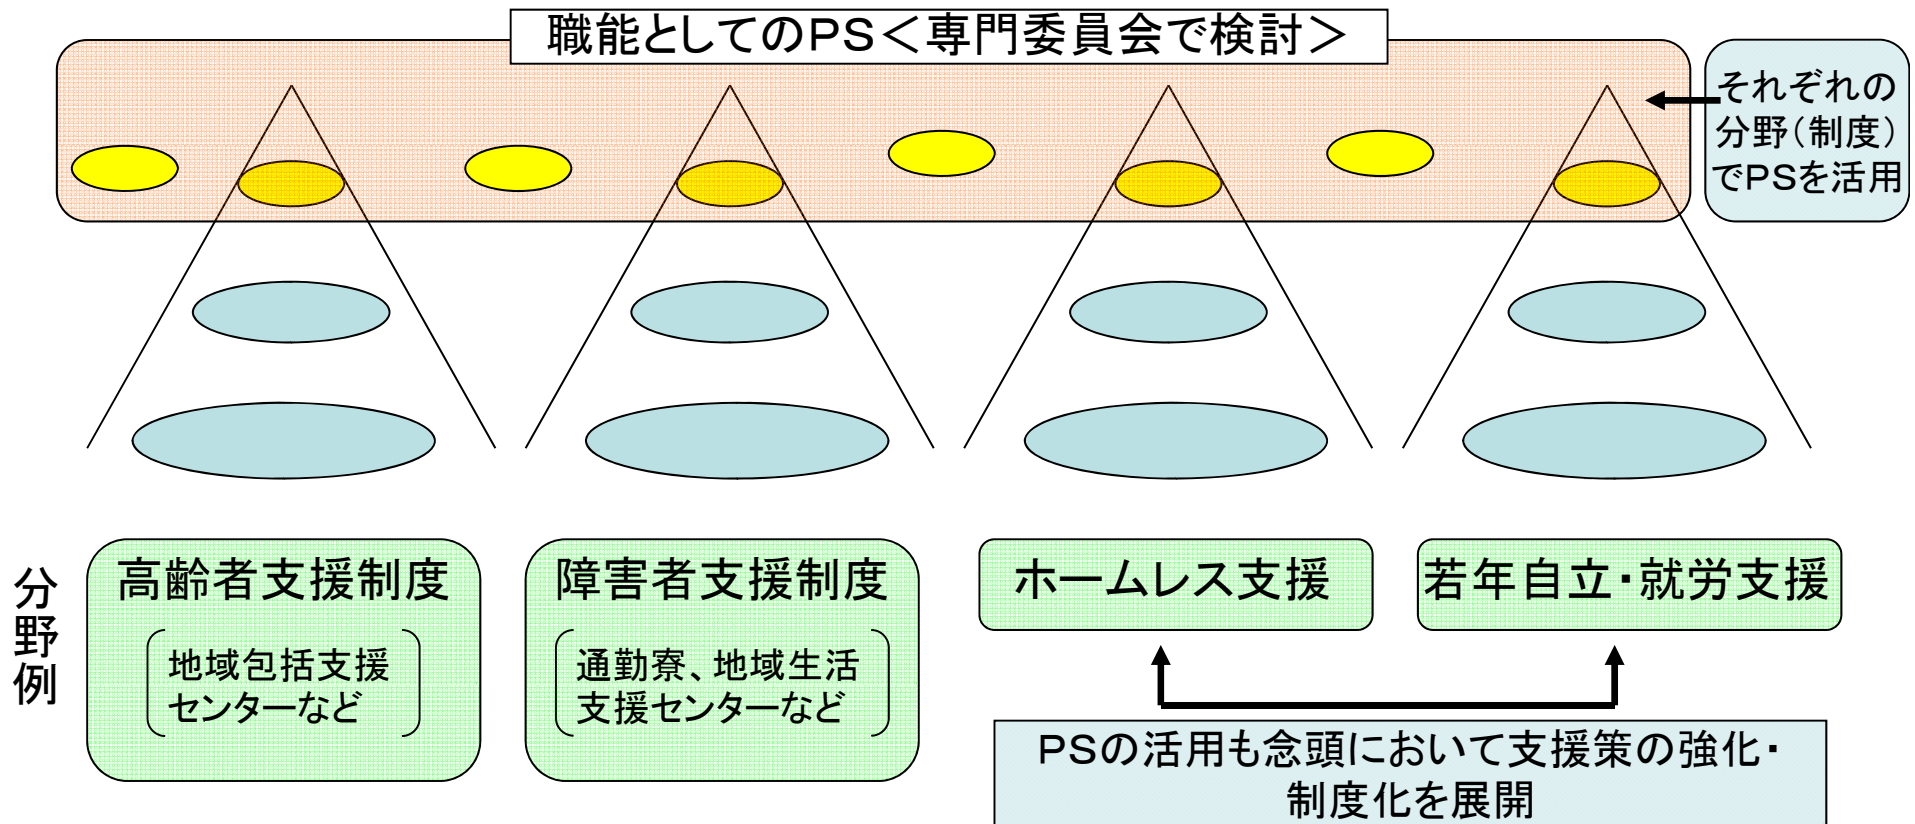 職能としてのPS＜専門委員会で検討＞
それぞれの
分野（制度）
でPSを活用
分野例
高齢者支援制度
地域包括支援
センターなど
障害者支援制度
通勤寮、地域生活
支援センターなど
ホームレス支援
若年自立・就労支援
PSの活用も念頭において支援策の強化・
制度化を展開